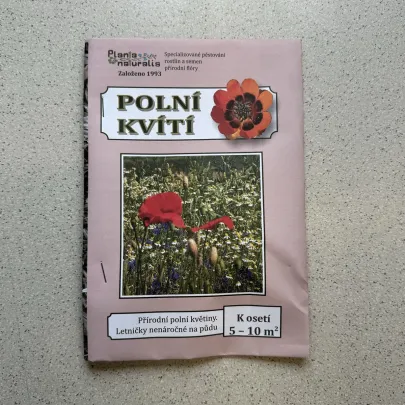 Planta
naturalis
Založeno 1993
Specializované pěstování
rostlin a semen
přírodní flóry
POLNÍ
KVÍTÍ
Přírodní polní květiny.
Letničky nenáročné na půdu
K osetí
5 – 10 m²